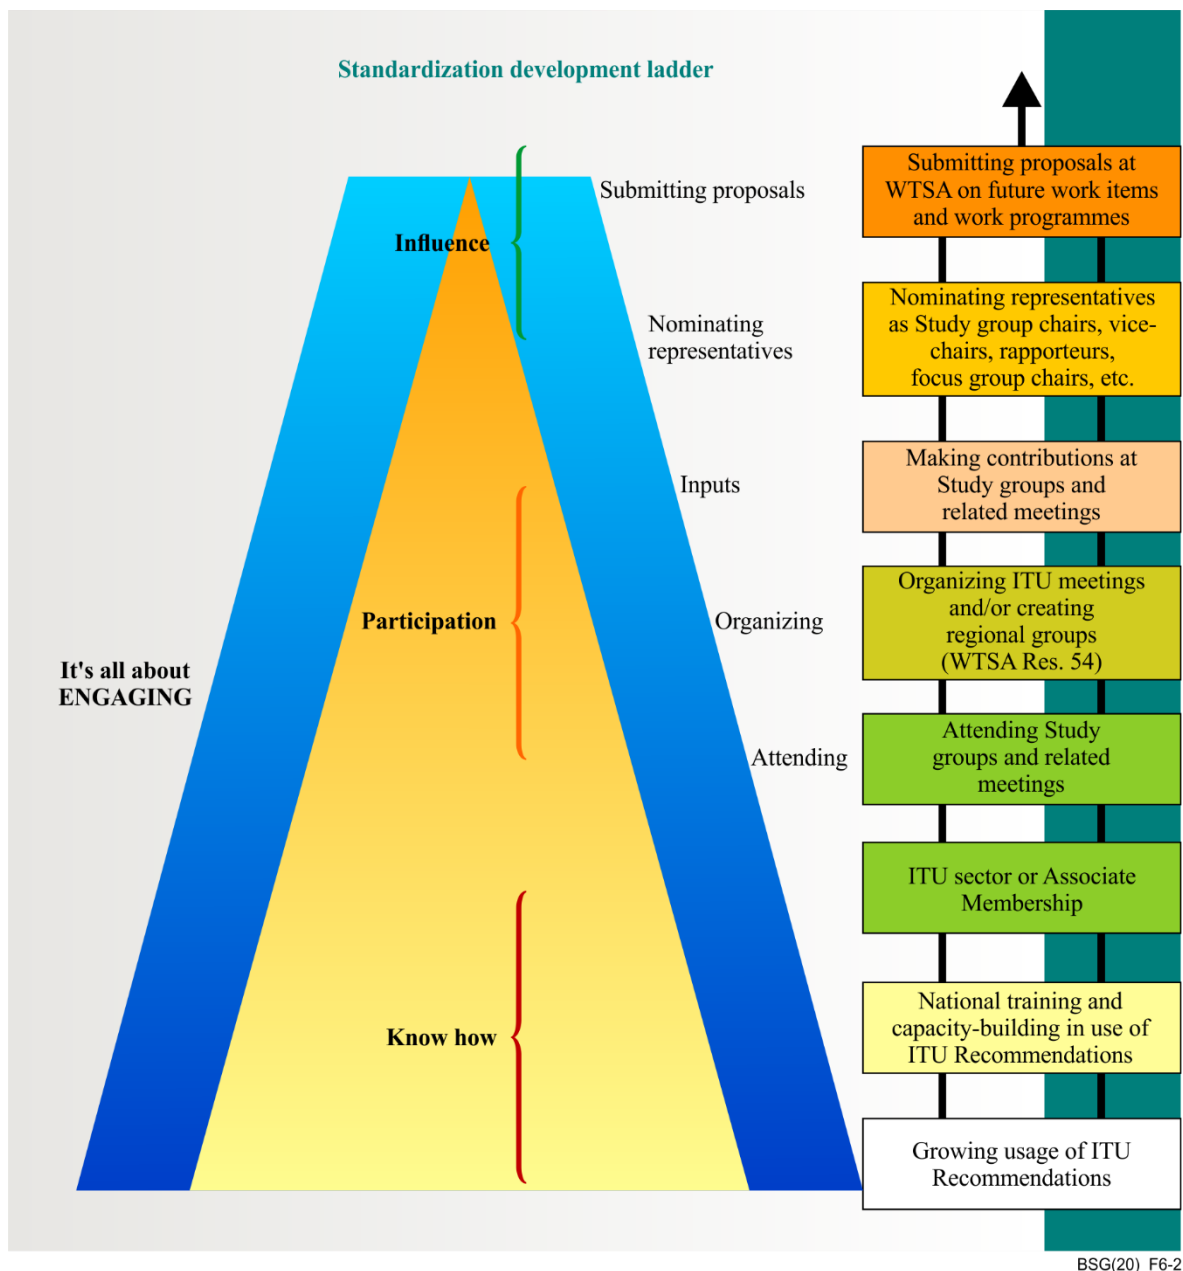 Standardization development ladder
Submitting proposals
Influence
Nominating
representatives
Inputs
Participation
Organizing
It's all about
ENGAGING
Attending
Know how
Submitting proposals at
WTSA on future work items
and work programmes
Nominating representatives
as Study group chairs, vice-
chairs, rapporteurs,
focus group chairs, etc.
Making contributions at
Study groups and
related meetings
Organizing ITU meetings
and/or creating
regional groups
(WTSA Res. 54)
Attending Study
groups and related
meetings
ITU sector or Associate
Membership
National training and
capacity-building in use of
ITU Recommendations
Growing usage of ITU
Recommendations
BSG(20)_F6-2